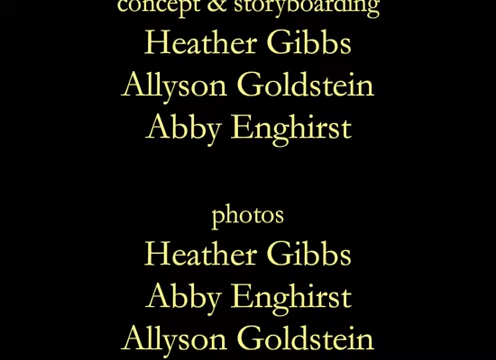 concept & storyboarding
Heather Gibbs
Allyson Goldstein
Abby Enghirst
photos
Heather Gibbs
Abby Enghirst
Allyson Goldstein